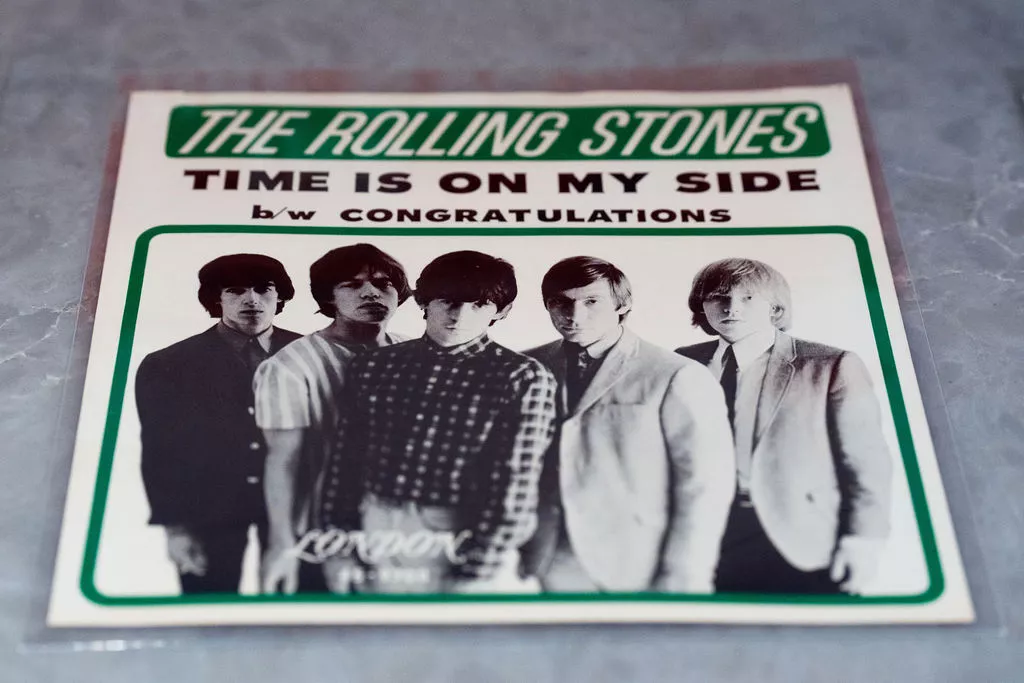 THE ROLLING STONES
TIME IS ON MY SIDE
b/w CONGRATULATIONS
LONDON